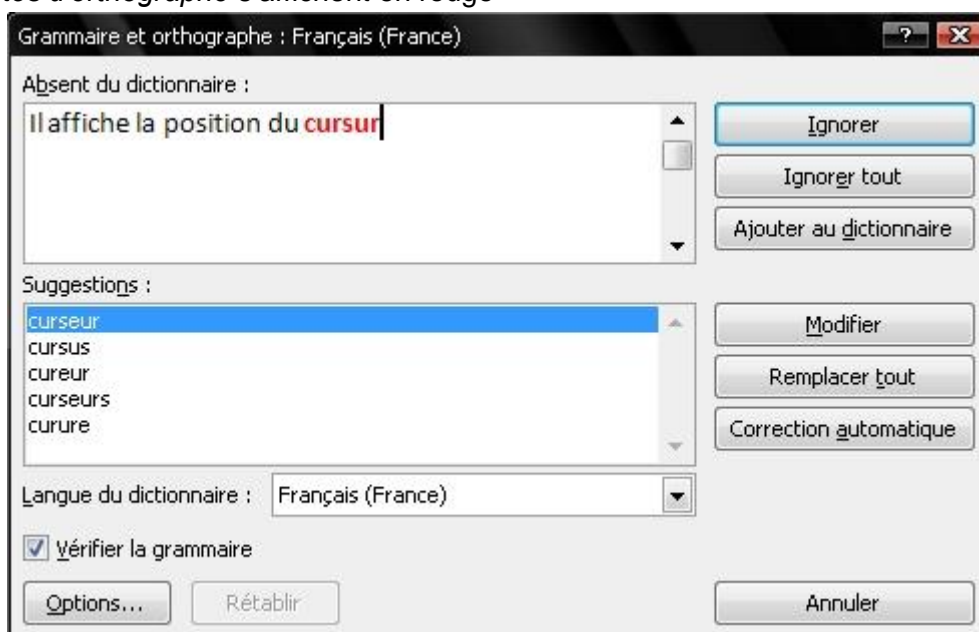 Grammaire et orthographe : Français (France)
Absent du dictionnaire :
Il affiche la position du cursur
Ignorer
Ignorer tout
Ajouter au dictionnaire
Suggestions :
curseur
cursus
cureur
curseurs
curure
Modifier
Remplacer tout
Correction automatique
Langue du dictionnaire : Français (France)
Vérifier la grammaire
Options...
Rétablir
Annuler